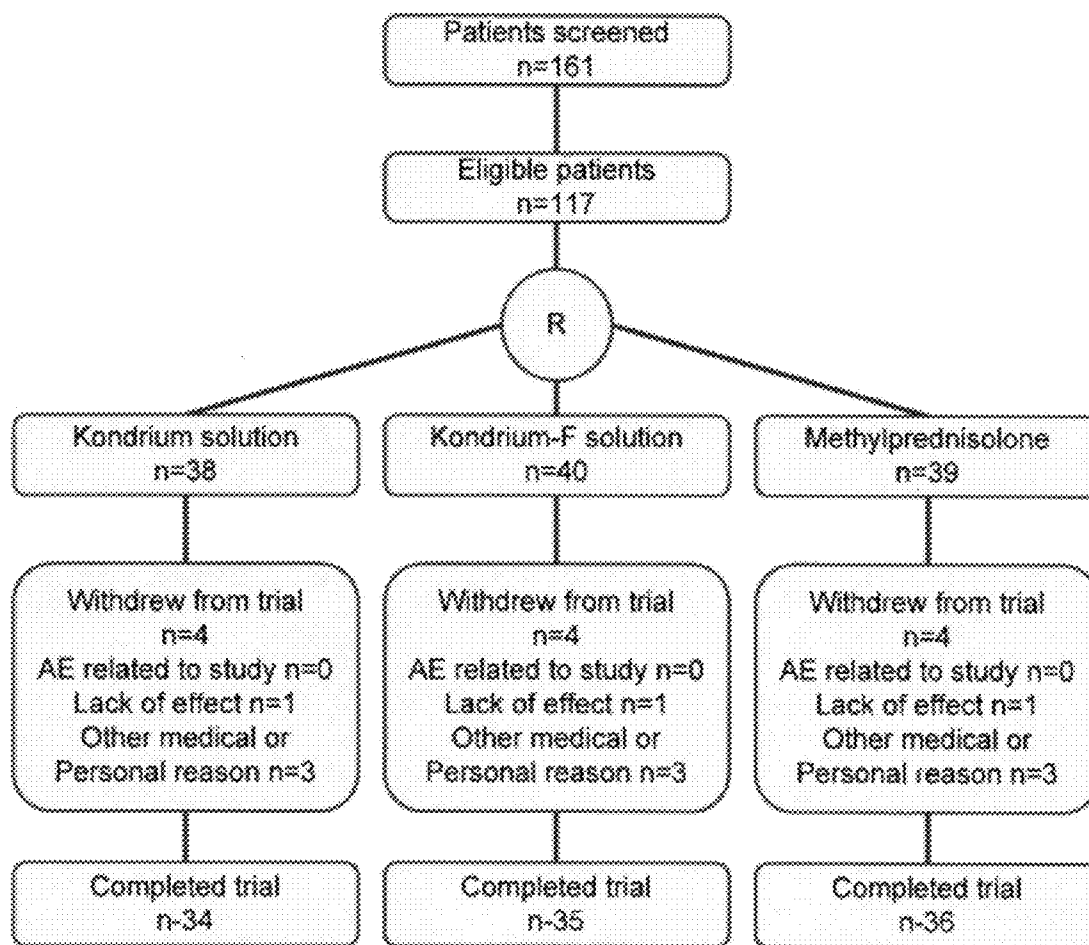 Patients screened
n=161
Eligible patients
n=117
R
Kondrium solution
n=38
Kondrium-F solution
n=40
Methylprednisolone
n=39
Withdrew from trial
n=4
AE related to study n=0
Lack of effect n=1
Other medical or
Personal reason n=3
Withdrew from trial
n=4
AE related to study n=0
Lack of effect n=1
Other medical or
Personal reason n=3
Withdrew from trial
n=4
AE related to study n=0
Lack of effect n=1
Other medical or
Personal reason n=3
Completed trial
n-34
Completed trial
n-35
Completed trial
n-36